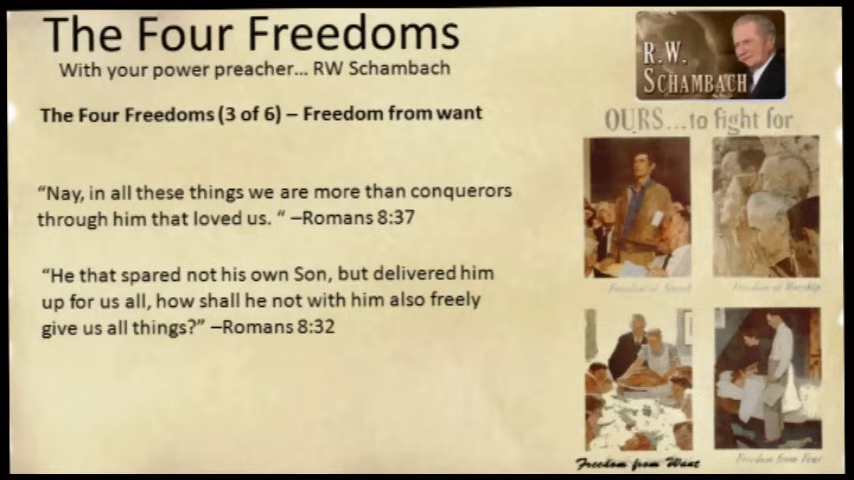 The Four Freedoms
With your power preacher... RW Schambach
The Four Freedoms (3 of 6) – Freedom from want
“Nay, in all these things we are more than conquerors
through him that loved us. “ –Romans 8:37
“He that spared not his own Son, but delivered him
up for us all, how shall he not with him also freely
give us all things?” –Romans 8:32
R.W.
SCHAMBACH
OURS...to fight for
Freedom of Speech
Freedom of Worship
Freedom from Want
Freedom from Fear